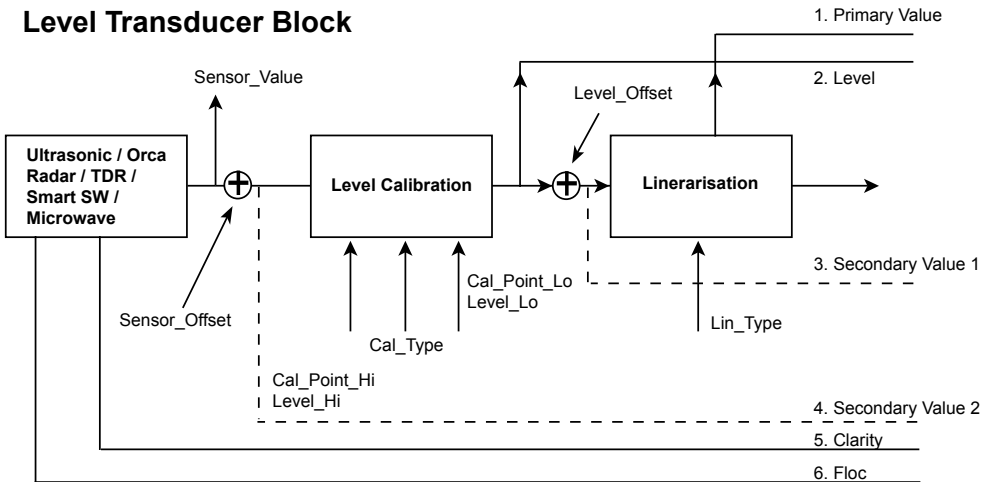 Level Transducer Block
1. Primary Value
2. Level
Sensor_Value
Level_Offset
Ultrasonic / Orca
Radar / TDR /
Smart SW /
Microwave
Level Calibration
Linerarisation
3. Secondary Value 1
Cal_Point_Lo
Level_Lo
Sensor_Offset
Lin_Type
Cal_Type
Cal_Point_Hi
Level_Hi
4. Secondary Value 2
5. Clarity
6. Floc